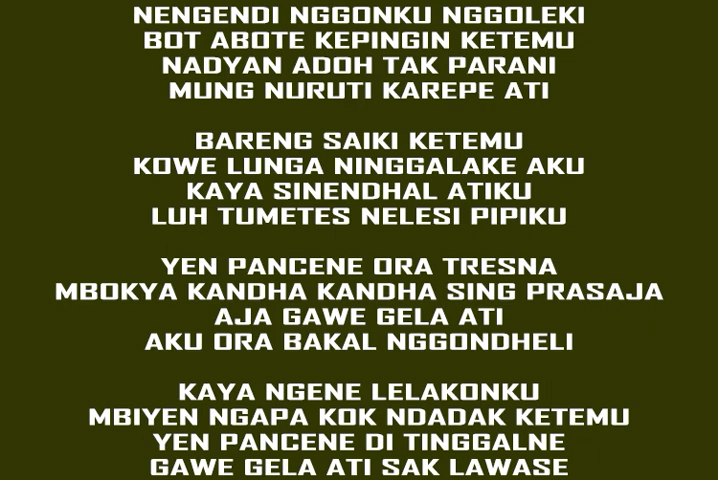 NENGENDI NGGONKU NGGOLEKI
BOT ABOTE KEPINGIN KETEMU
NADYAN ADOH TAK PARANI
MUNG NURUTI KAREPE ATI
BARENG SAIKI KETEMU
KOWE LUNGA NINGGALAKE AKU
KAYA SINENDHAL ATIKU
LUH TUMETES NELESI PIPIKU
YEN PANCENE ORA TRESNA
MBOKYA KANDHA KANDHA SING PRASAJA
AJA GAWE GELA ATI
AKU ORA BAKAL NGGONDHELI
KAYA NGENE LELAKONKU
MBIYEN NGAPA KOK NDADAK KETEMU
YEN PANCENE DI TINGGALNE
GAWE GELA ATI SAK LAWASE